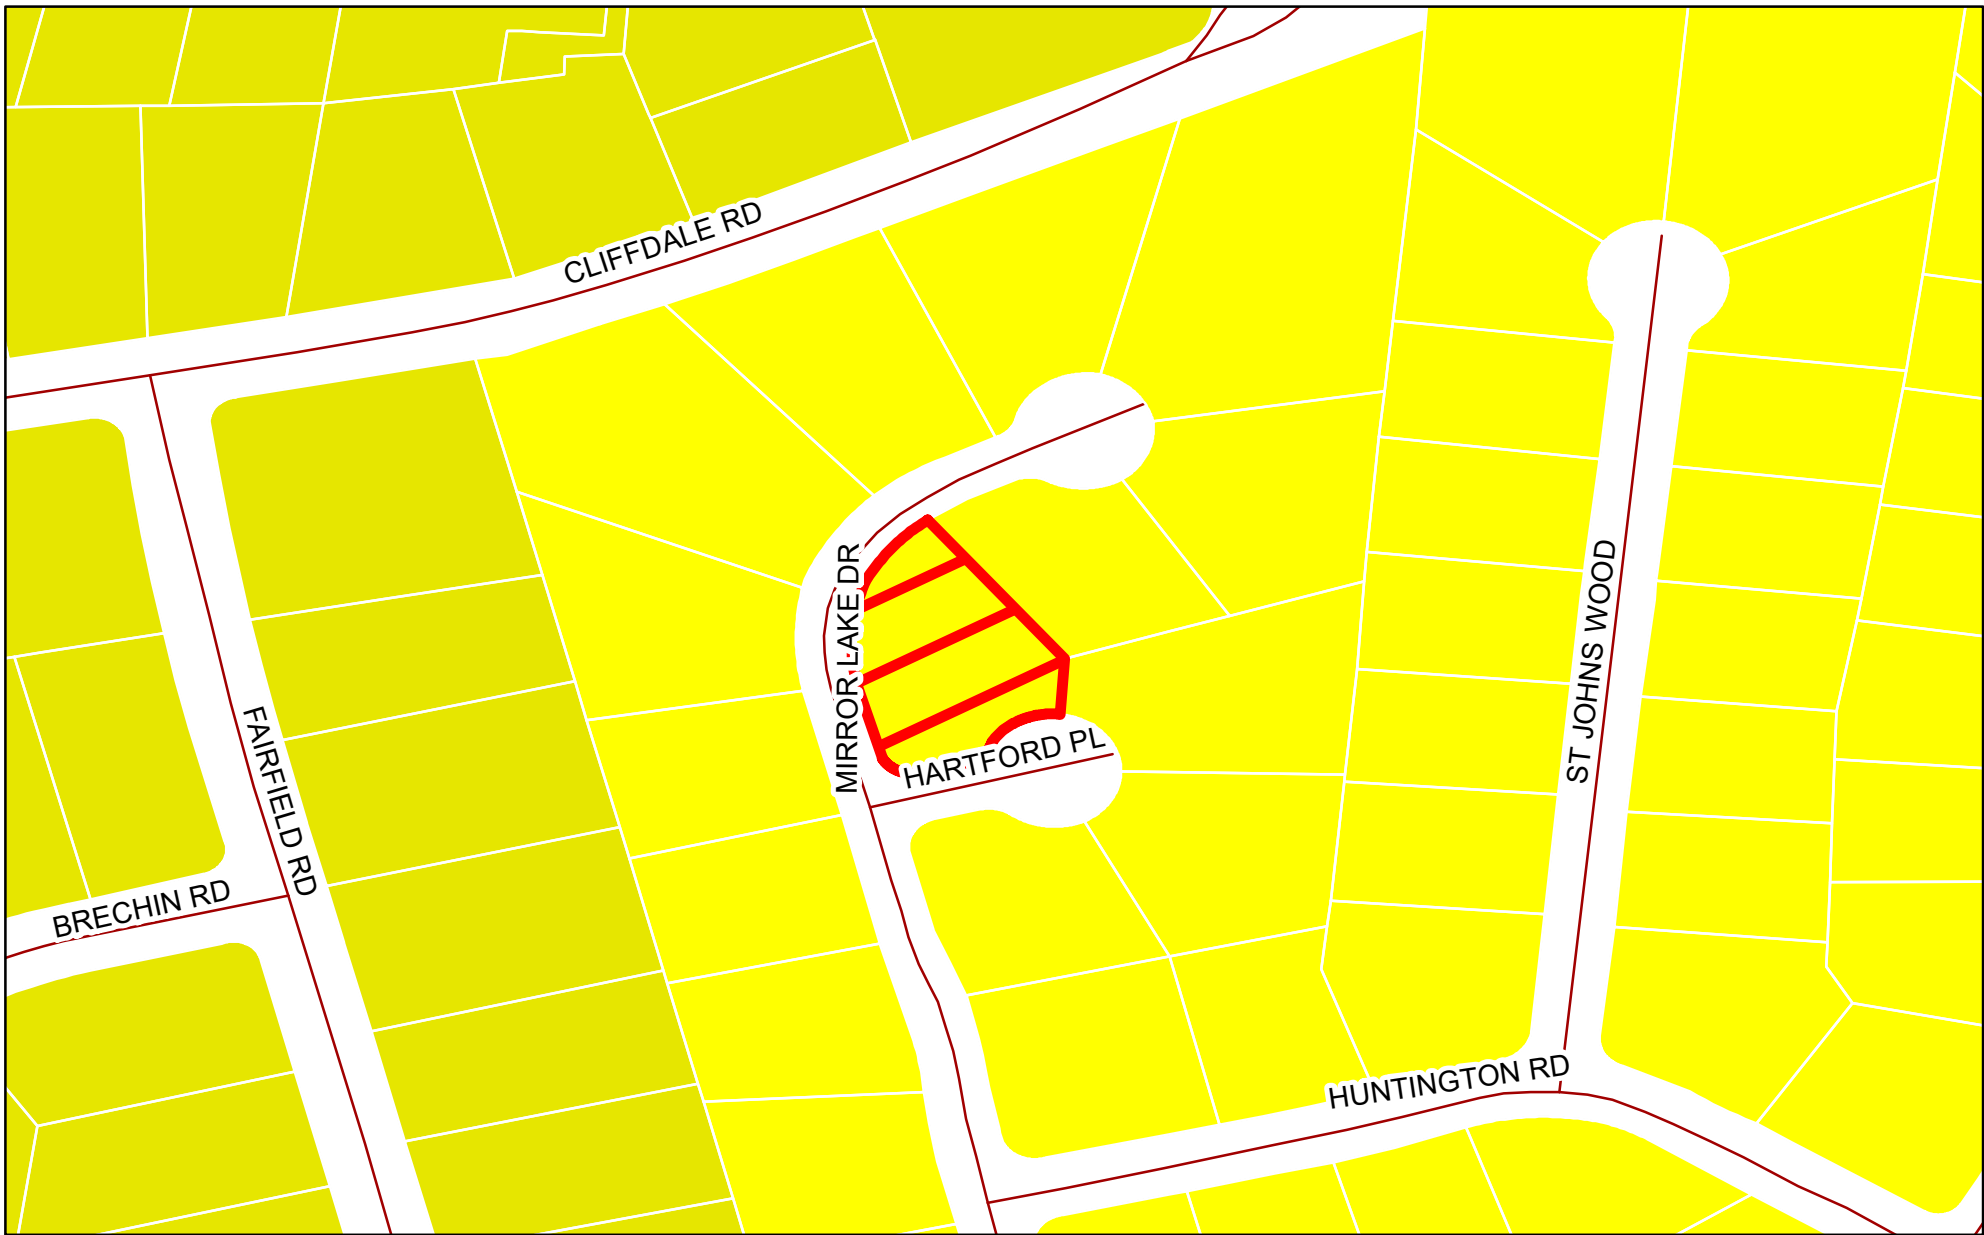 CLIFFDALE RD
MIRROR LAKE DR
ST JOHNS WOOD
HARTFORD PL
FAIRFIELD RD
BRECHIN RD
HUNTINGTON RD